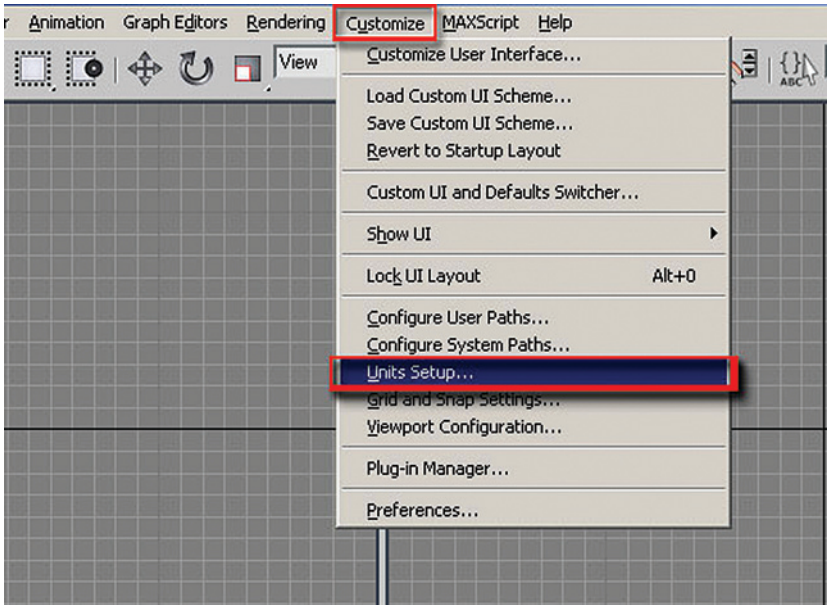 r Animation Graph Editors Rendering Customize MAXScript Help
View
ABC
Customize User Interface...
Load Custom UI Scheme...
Save Custom UI Scheme...
Revert to Startup Layout
Custom UI and Defaults Switcher...
Show UI
Lock UI Layout Alt+0
Configure User Paths...
Configure System Paths...
Units Setup...
Grid and Snap Settings...
Viewport Configuration...
Plug-in Manager...
Preferences...